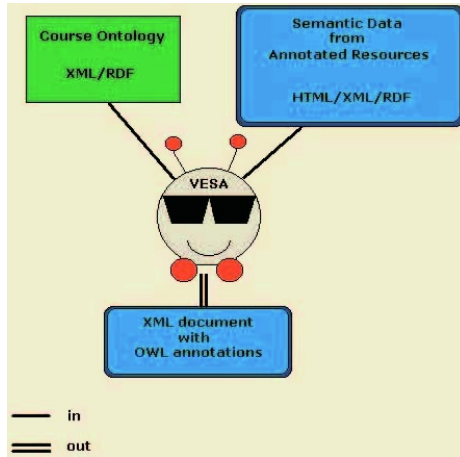 Course Ontology
XML/RDF
Semantic Data
from
Annotated Resources
HTML/XML/RDF
VESA
XML document
with
OWL annotations
in
out